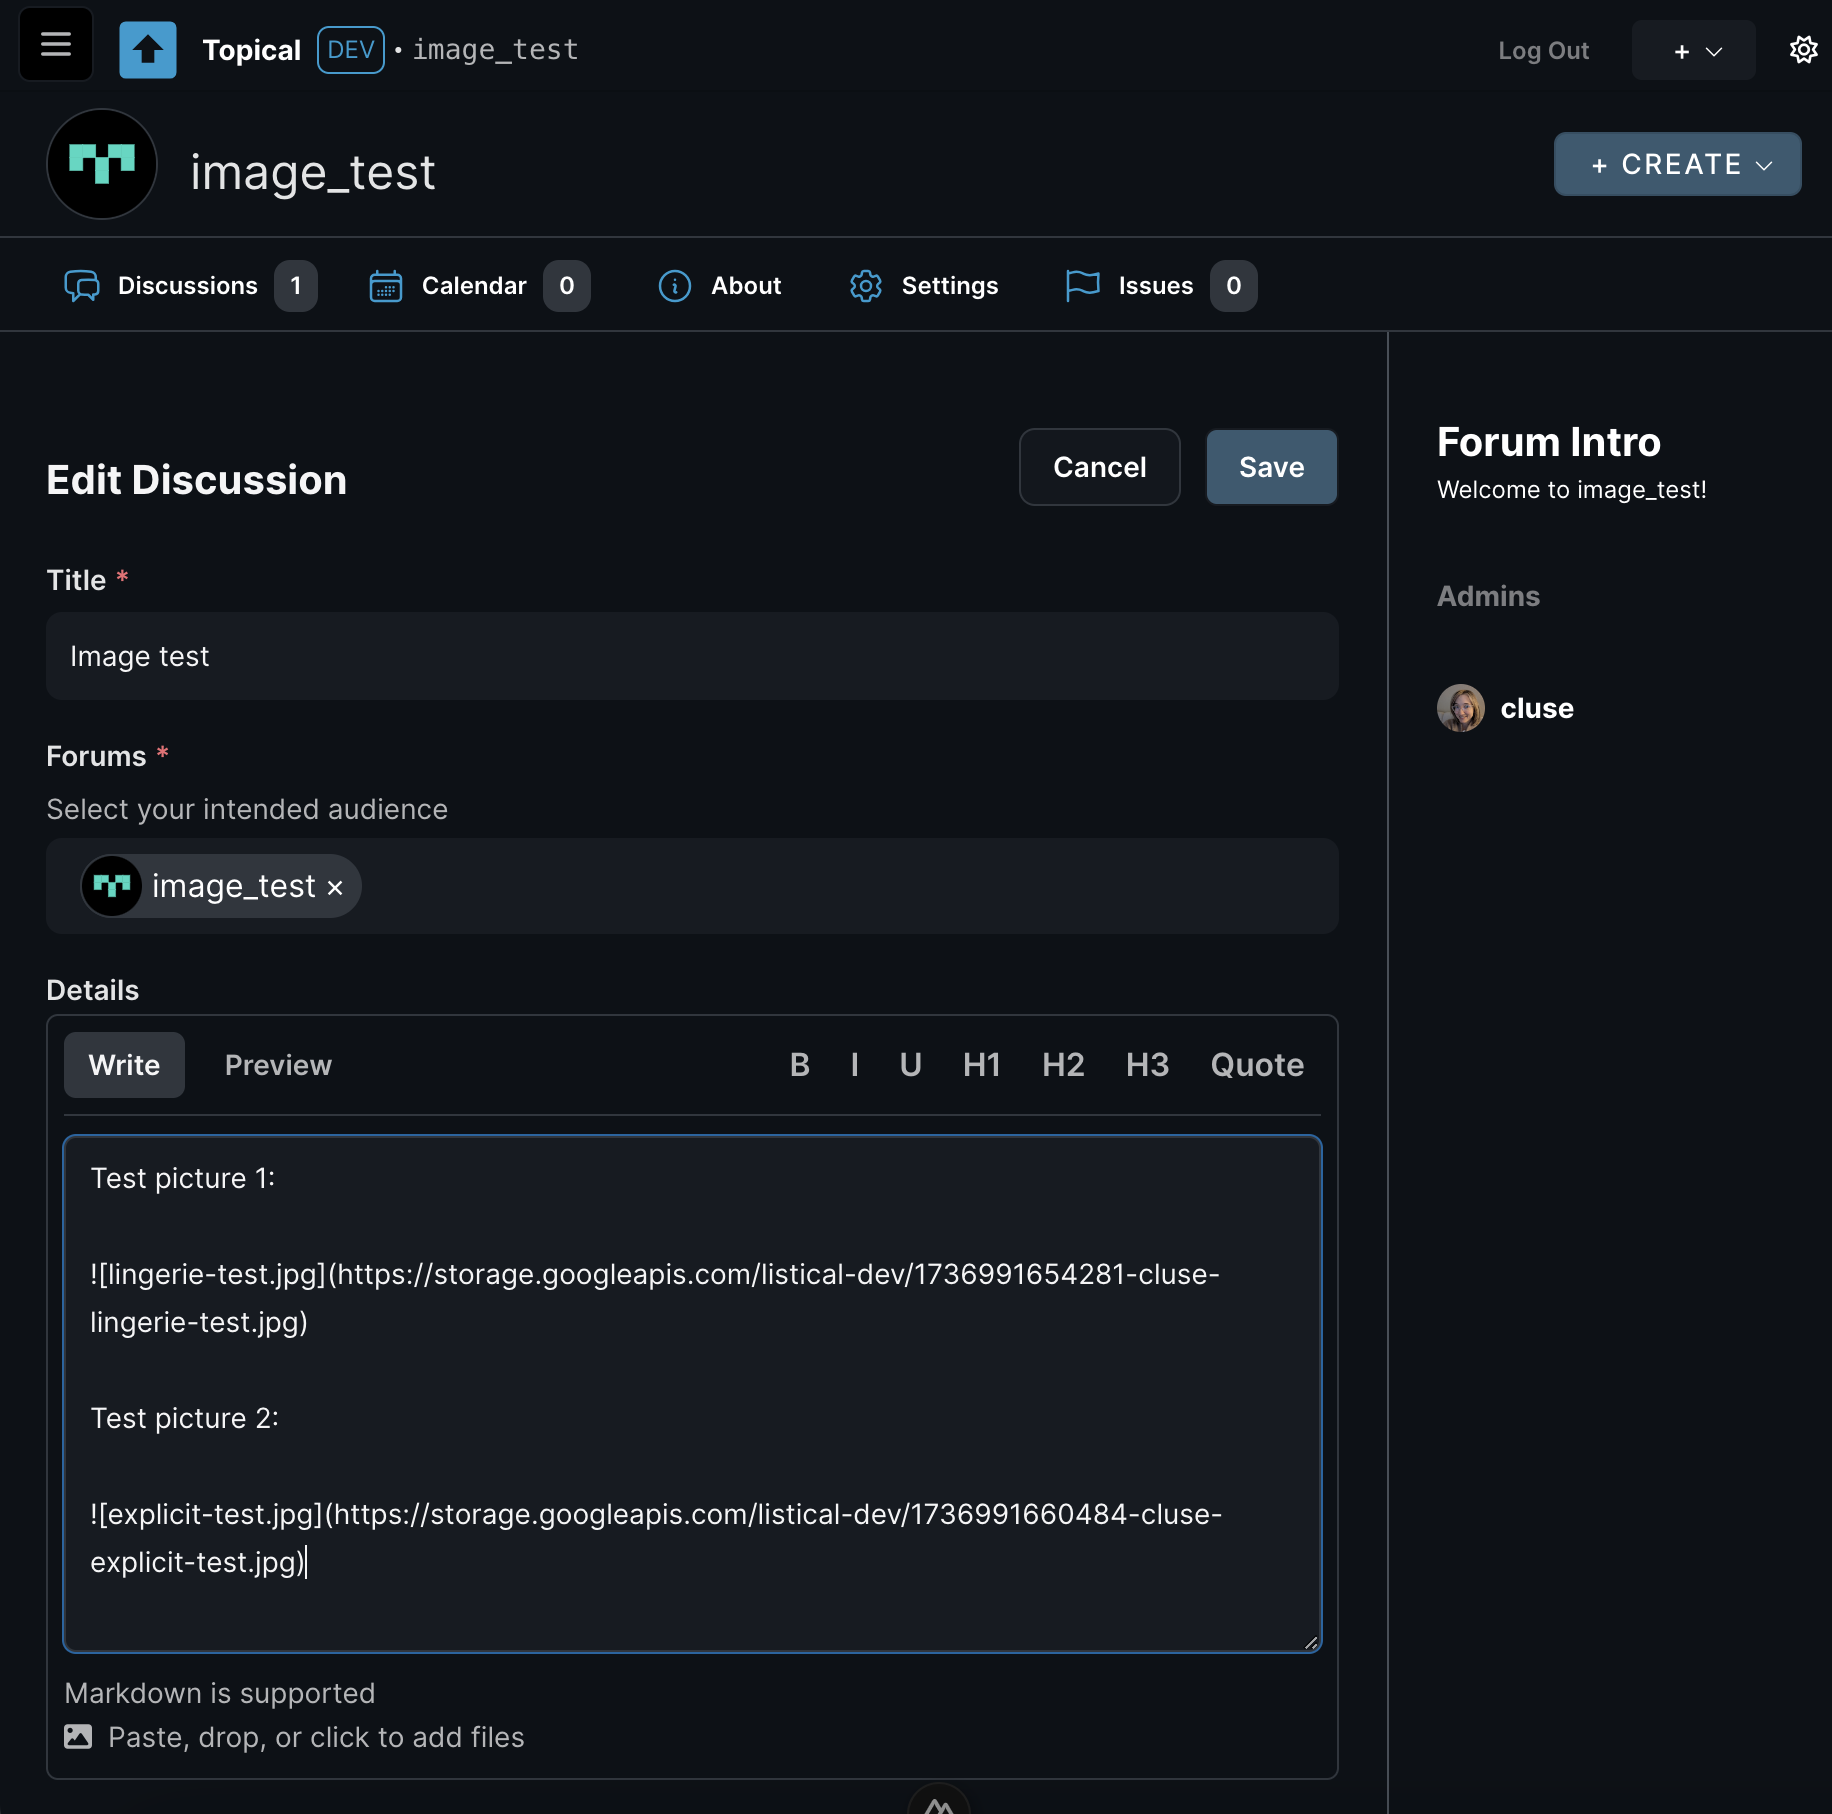 Topical DEV • image_test
Log Out
+
image_test
+ CREATE
Discussions 1
Calendar 0
About
Settings
Issues 0
Edit Discussion
Cancel
Save
Title *
Image test
Forums *
Select your intended audience
image_test ×
Details
Write
Preview
B I U H1 H2 H3 Quote
Test picture 1:
![lingerie-test.jpg](https://storage.googleapis.com/listical-dev/1736991654281-cluse-
lingerie-test.jpg)
Test picture 2:
![explicit-test.jpg](https://storage.googleapis.com/listical-dev/1736991660484-cluse-
explicit-test.jpg)
Markdown is supported
Paste, drop, or click to add files
Forum Intro
Welcome to image_test!
Admins
cluse